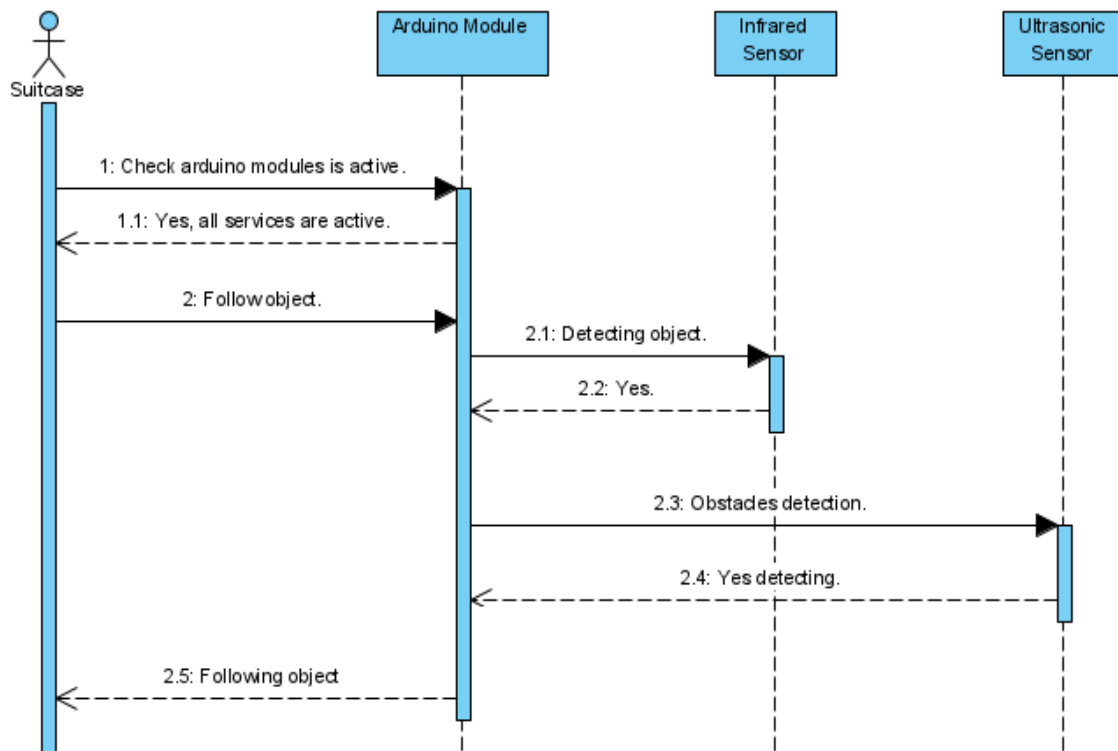 Suitcase
Arduino Module
Infrared
Sensor
Ultrasonic
Sensor
1: Check arduino modules is active.
1.1: Yes, all services are active.
2: Follow object.
2.1: Detecting object.
2.2: Yes.
2.3: Obstacles detection.
2.4: Yes detecting.
2.5: Following object